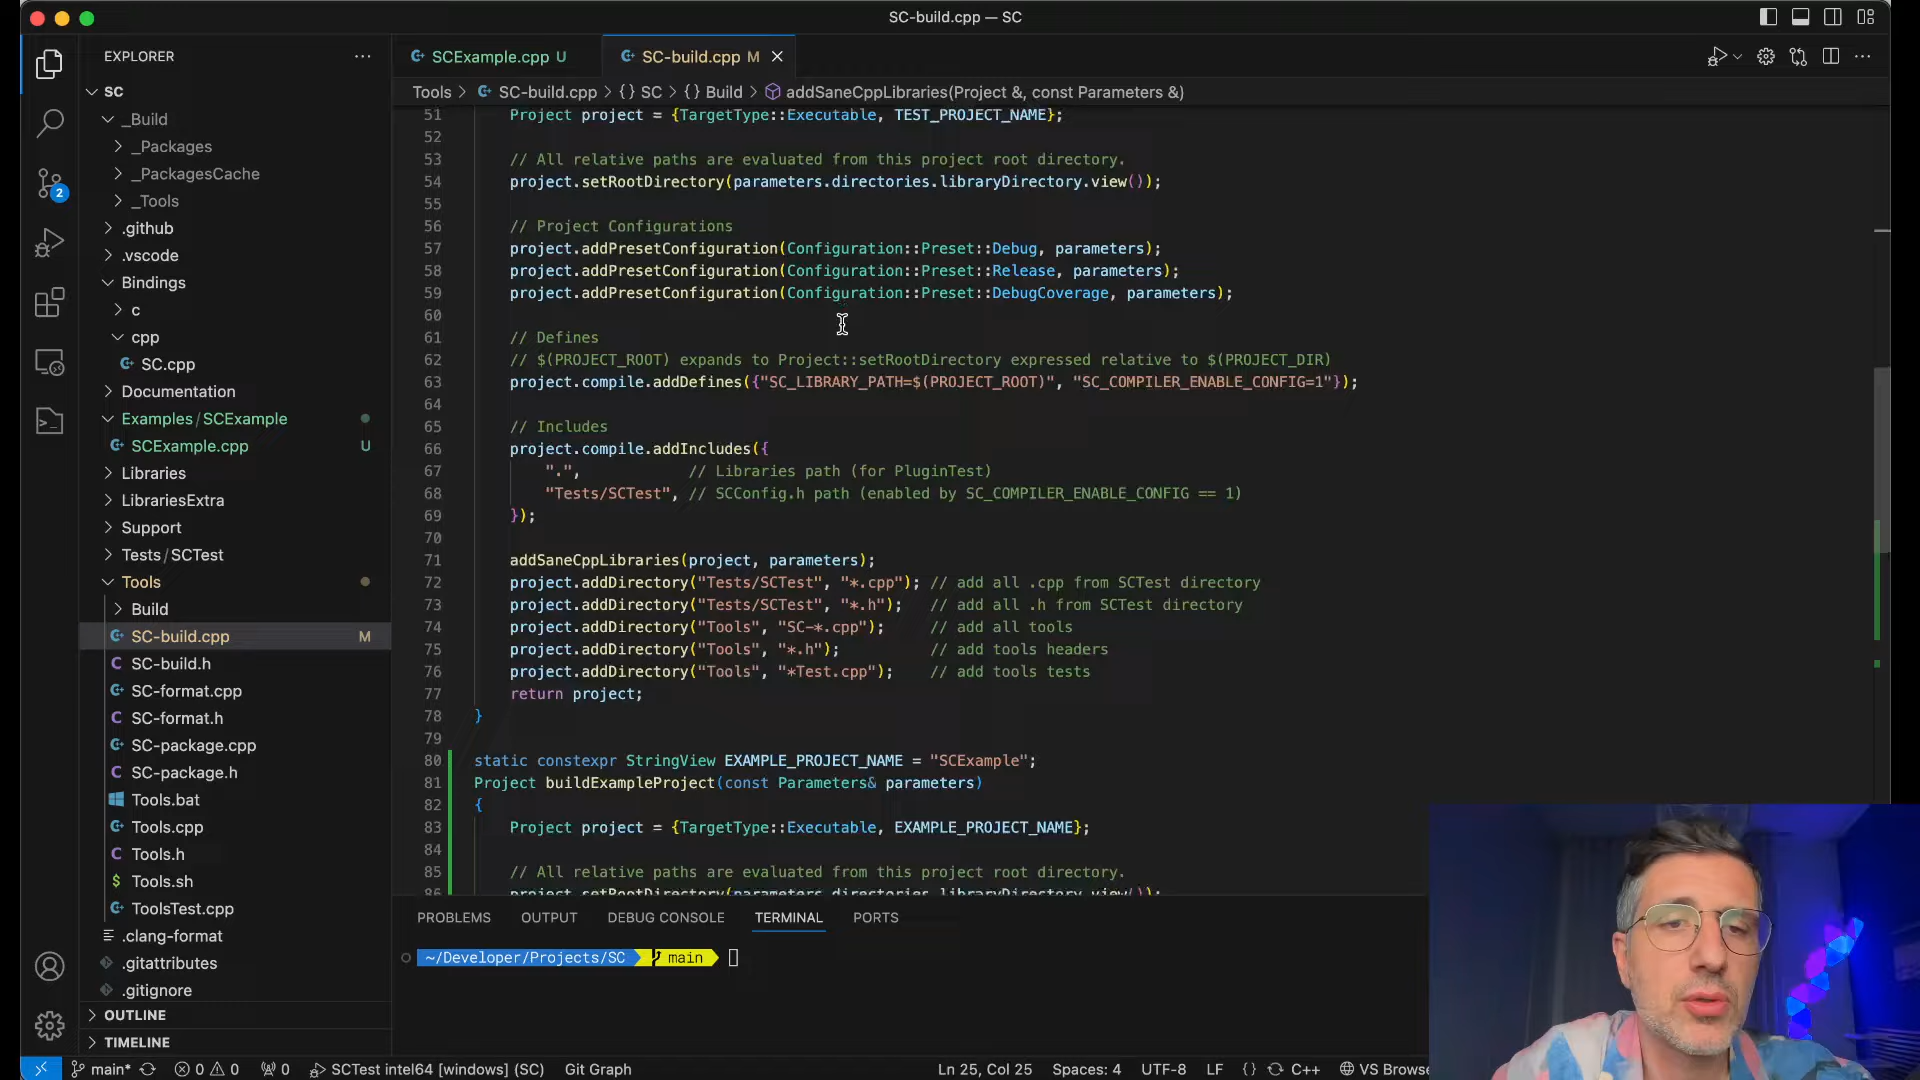 SC-build.cpp — SC
EXPLORER
SC
_Build
_Packages
_PackagesCache
_Tools
.github
.vscode
Bindings
c
cpp
SC.cpp
Documentation
Examples / SCExample
SCExample.cpp U
Libraries
LibrariesExtra
Support
Tests / SCTest
Tools
Build
SC-build.cpp M
SC-build.h
SC-format.cpp
SC-format.h
SC-package.cpp
SC-package.h
Tools.bat
Tools.cpp
Tools.h
Tools.sh
ToolsTest.cpp
.clang-format
.gitattributes
.gitignore
OUTLINE
TIMELINE
2
SCExample.cpp U
SC-build.cpp M
Tools > SC-build.cpp > {} SC > {} Build > addSaneCppLibraries(Project &, const Parameters &)
51 Project project = {TargetType::Executable, TEST_PROJECT_NAME};
52
53 // All relative paths are evaluated from this project root directory.
54 project.setRootDirectory(parameters.directories.libraryDirectory.view());
55
56 // Project Configurations
57 project.addPresetConfiguration(Configuration::Preset::Debug, parameters);
58 project.addPresetConfiguration(Configuration::Preset::Release, parameters);
59 project.addPresetConfiguration(Configuration::Preset::DebugCoverage, parameters);
60
61 // Defines
62 // $(PROJECT_ROOT) expands to Project::setRootDirectory expressed relative to $(PROJECT_DIR)
63 project.compile.addDefines({"SC_LIBRARY_PATH=$(PROJECT_ROOT)", "SC_COMPILER_ENABLE_CONFIG=1"});
64
65 // Includes
66 project.compile.addIncludes({
67 ".", // Libraries path (for PluginTest)
68 "Tests/SCTest", // SCConfig.h path (enabled by SC_COMPILER_ENABLE_CONFIG == 1)
69 });
70
71 addSaneCppLibraries(project, parameters);
72 project.addDirectory("Tests/SCTest", "*.cpp"); // add all .cpp from SCTest directory
73 project.addDirectory("Tests/SCTest", "*.h"); // add all .h from SCTest directory
74 project.addDirectory("Tools", "SC-*.cpp"); // add all tools
75 project.addDirectory("Tools", "*.h"); // add tools headers
76 project.addDirectory("Tools", "*Test.cpp"); // add tools tests
77 return project;
78 }
79
80 static constexpr StringView EXAMPLE_PROJECT_NAME = "SCExample";
81 Project buildExampleProject(const Parameters& parameters)
82 {
83 Project project = {TargetType::Executable, EXAMPLE_PROJECT_NAME};
84
85 // All relative paths are evaluated from this project root directory.
86 project.setRootDirectory(parameters.directories.libraryDirectory.view());
PROBLEMS OUTPUT DEBUG CONSOLE TERMINAL PORTS
~/Developer/Projects/SC main
main* 0 0 0 SCTest intel64 [windows] (SC) Git Graph Ln 25, Col 25 Spaces: 4 UTF-8 LF {} C++ VS Browse